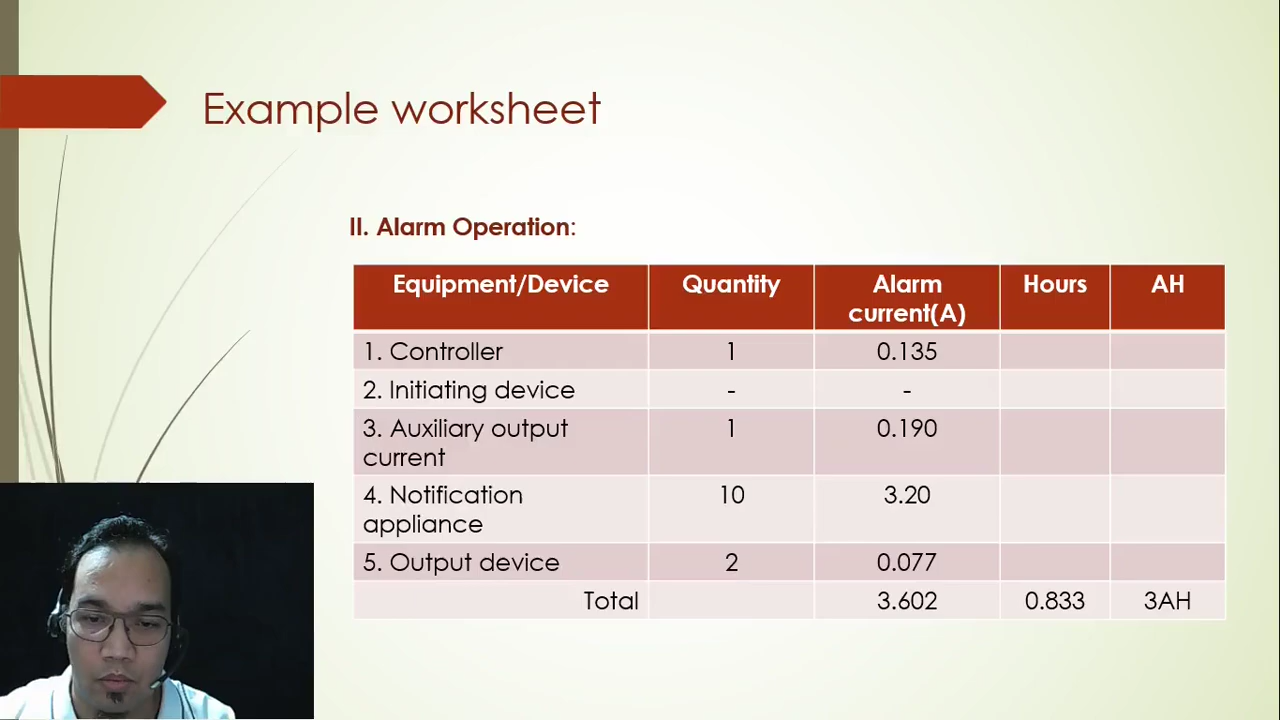 Example worksheet
II. Alarm Operation:
Equipment/Device Quantity Alarm current(A) Hours AH
1. Controller 1 0.135
2. Initiating device - -
3. Auxiliary output current 1 0.190
4. Notification appliance 10 3.20
5. Output device 2 0.077
Total 3.602 0.833 3AH